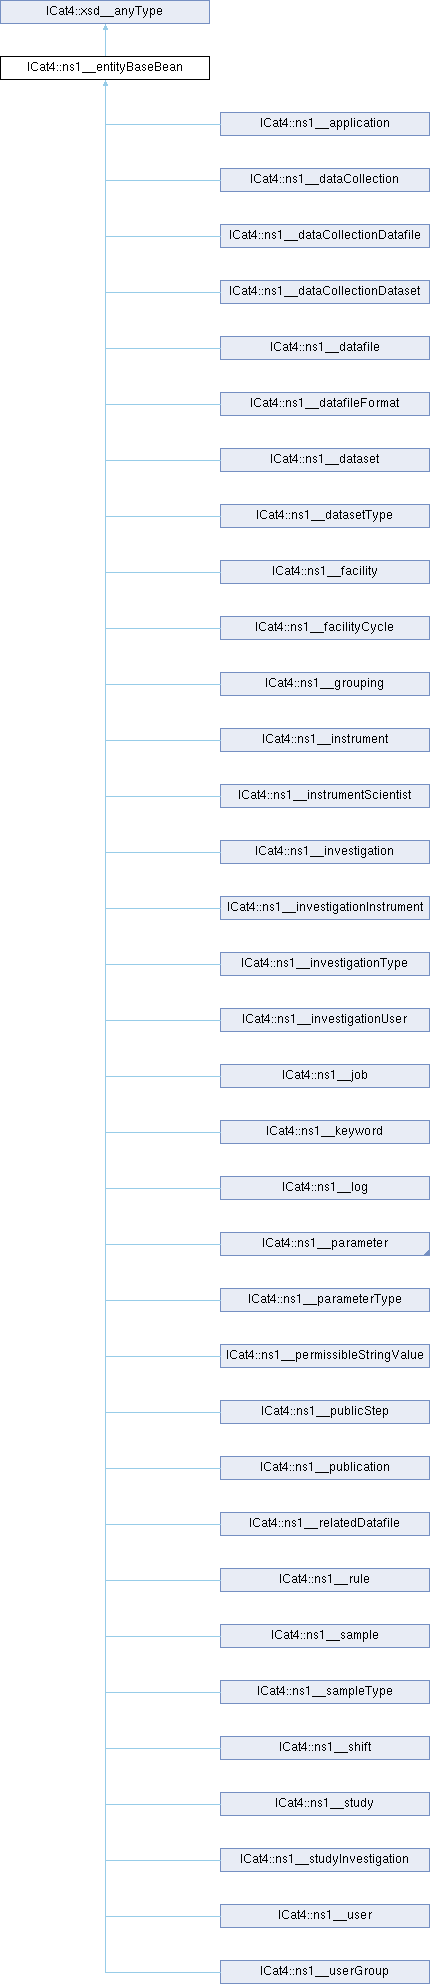 ICat4::xsd__anyType
ICat4::ns1__entityBaseBean
ICat4::ns1__application
ICat4::ns1__dataCollection
ICat4::ns1__dataCollectionDatafile
ICat4::ns1__dataCollectionDataset
ICat4::ns1__datafile
ICat4::ns1__datafileFormat
ICat4::ns1__dataset
ICat4::ns1__datasetType
ICat4::ns1__facility
ICat4::ns1__facilityCycle
ICat4::ns1__grouping
ICat4::ns1__instrument
ICat4::ns1__instrumentScientist
ICat4::ns1__investigation
ICat4::ns1__investigationInstrument
ICat4::ns1__investigationType
ICat4::ns1__investigationUser
ICat4::ns1__job
ICat4::ns1__keyword
ICat4::ns1__log
ICat4::ns1__parameter
ICat4::ns1__parameterType
ICat4::ns1__permissibleStringValue
ICat4::ns1__publicStep
ICat4::ns1__publication
ICat4::ns1__relatedDatafile
ICat4::ns1__rule
ICat4::ns1__sample
ICat4::ns1__sampleType
ICat4::ns1__shift
ICat4::ns1__study
ICat4::ns1__studyInvestigation
ICat4::ns1__user
ICat4::ns1__userGroup